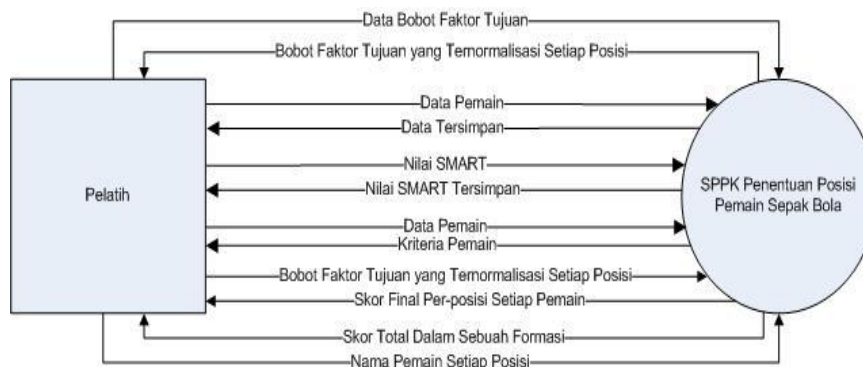 Data Bobot Faktor Tujuan
Bobot Faktor Tujuan yang Ternormalisasi Setiap Posisi
Data Pemain
Data Tersimpan
Nilai SMART
Nilai SMART Tersimpan
Pelatih
SPPK Penentuan Posisi
Pemain Sepak Bola
Data Pemain
Kriteria Pemain
Bobot Faktor Tujuan yang Ternormalisasi Setiap Posisi
Skor Final Per-posisi Setiap Pemain
Skor Total Dalam Sebuah Formasi
Nama Pemain Setiap Posisi